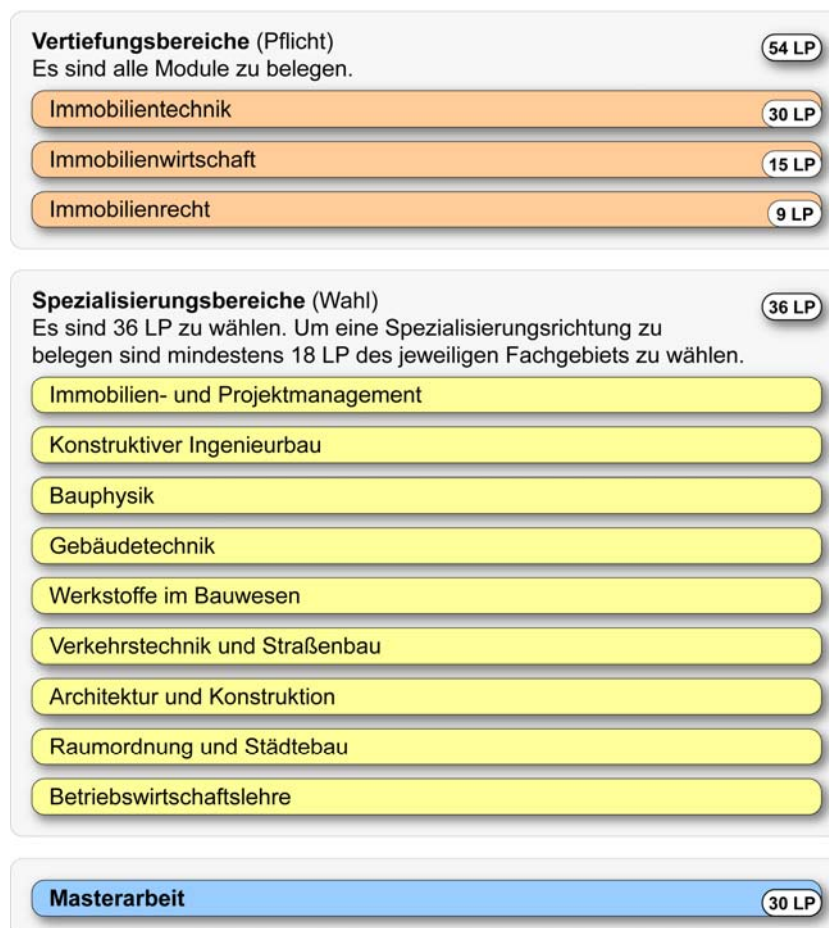 Vertiefungsbereiche (Pflicht)
54 LP
Es sind alle Module zu belegen.
Immobilientechnik
30 LP
Immobilienwirtschaft
15 LP
Immobilienrecht
9 LP
Spezialisierungsbereiche (Wahl)
36 LP
Es sind 36 LP zu wählen. Um eine Spezialisierungsrichtung zu
belegen sind mindestens 18 LP des jeweiligen Fachgebiets zu wählen.
Immobilien- und Projektmanagement
Konstruktiver Ingenieurbau
Bauphysik
Gebäudetechnik
Werkstoffe im Bauwesen
Verkehrstechnik und Straßenbau
Architektur und Konstruktion
Raumordnung und Städtebau
Betriebswirtschaftslehre
Masterarbeit
30 LP